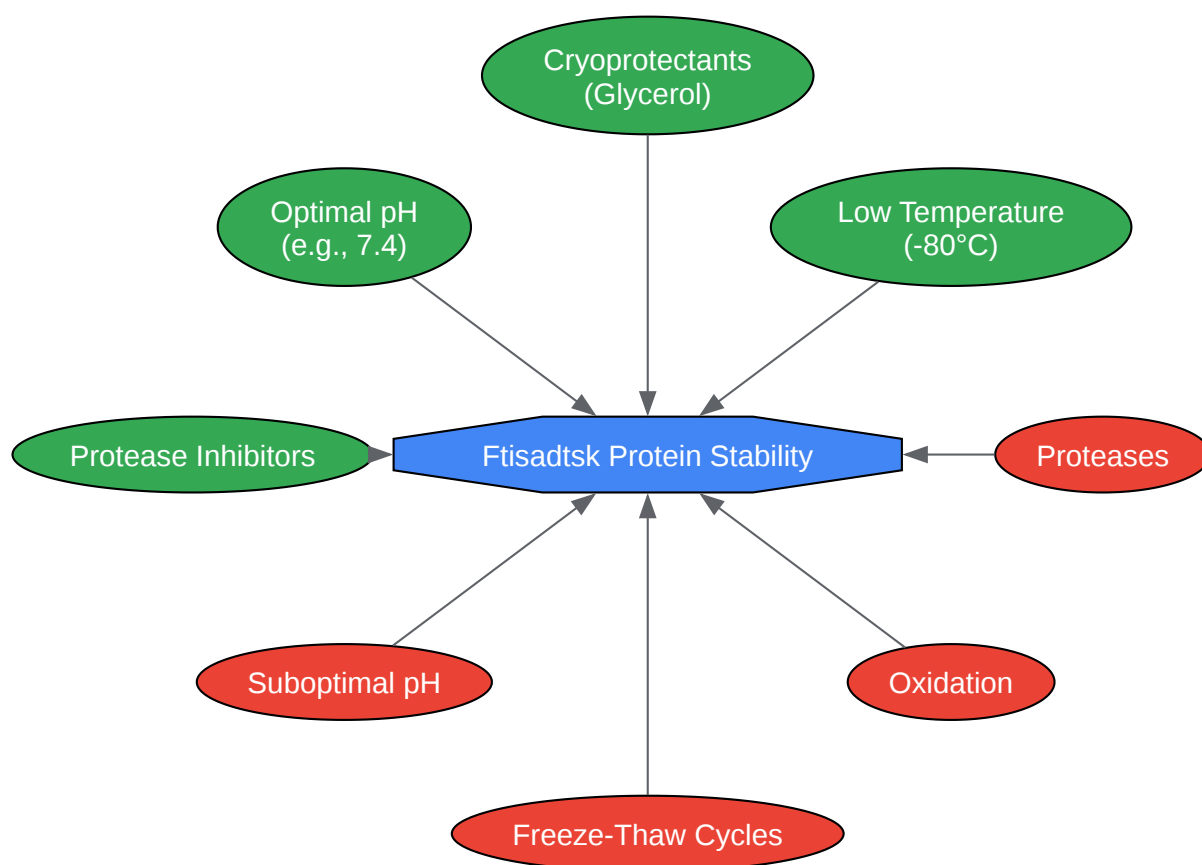 Cryoprotectants
(Glycerol)
Optimal pH
(e.g., 7.4)
Low Temperature
(-80°C)
Protease Inhibitors
Ftisadtsk Protein Stability
Proteases
Suboptimal pH
Oxidation
Freeze-Thaw Cycles